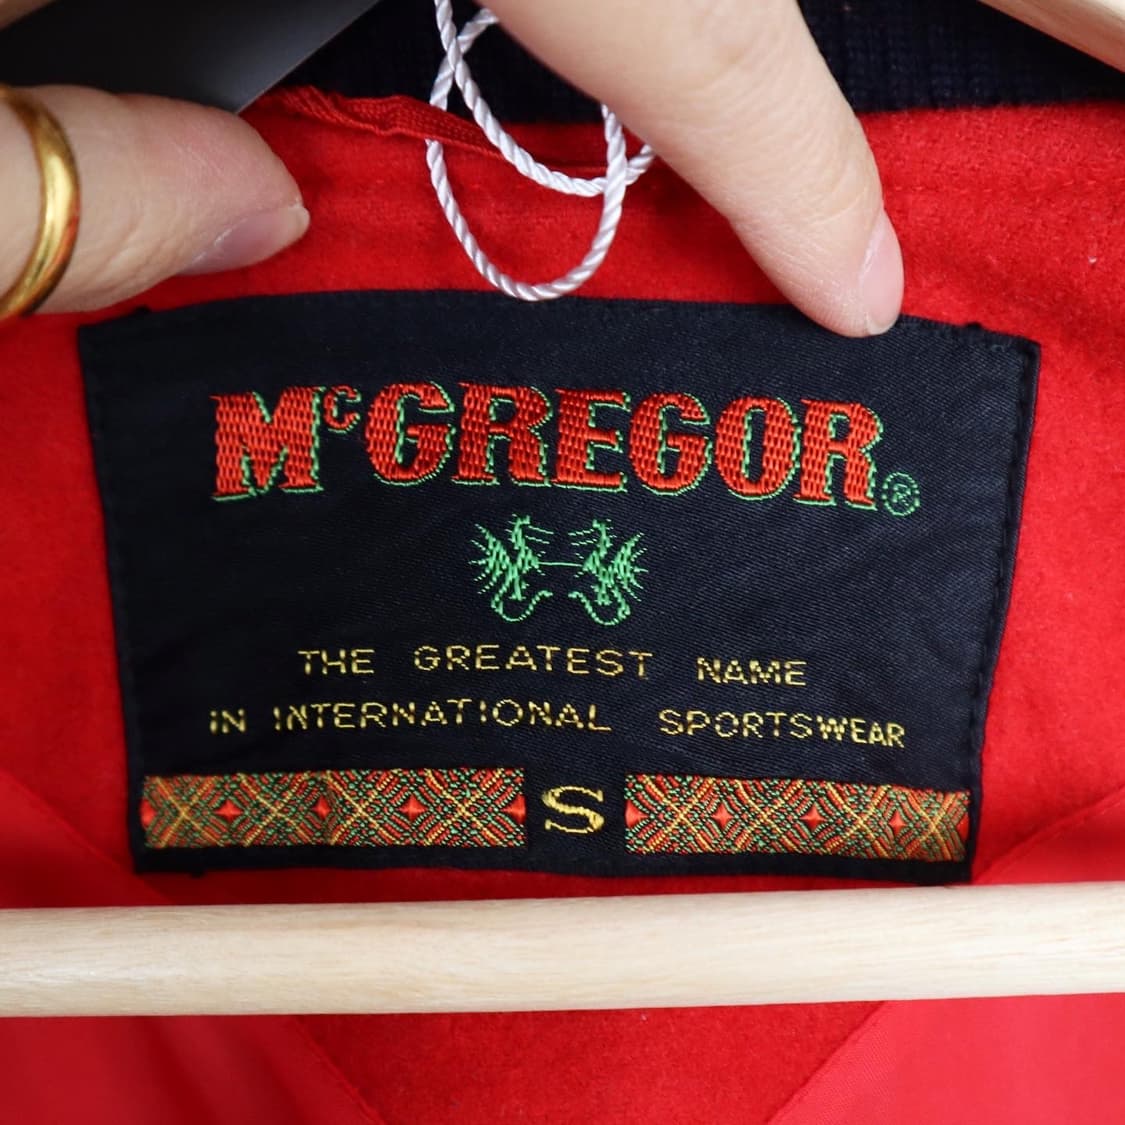 McGREGOR®
THE GREATEST NAME
IN INTERNATIONAL SPORTSWEAR
S